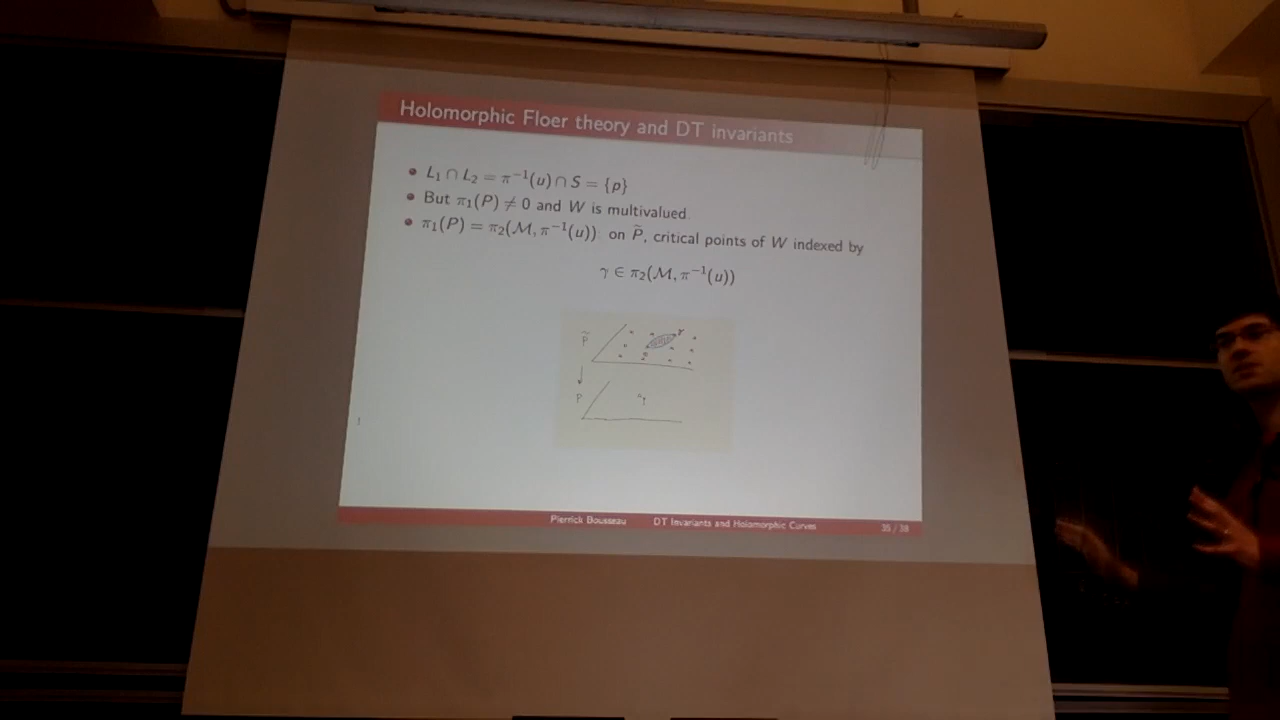 Holomorphic Floer theory and DT invariants
• L₁ ∩ L₂ = π⁻¹(u) ∩ S = {p}
• But π₁(P) ≠ 0 and W is multivalued.
• π₁(P) = π₂(M, π⁻¹(u)) on P̃, critical points of W indexed by
γ ∈ π₂(M, π⁻¹(u))
P̃
γ
P
Pierrick Bousseau DT Invariants and Holomorphic Curves 35 / 38